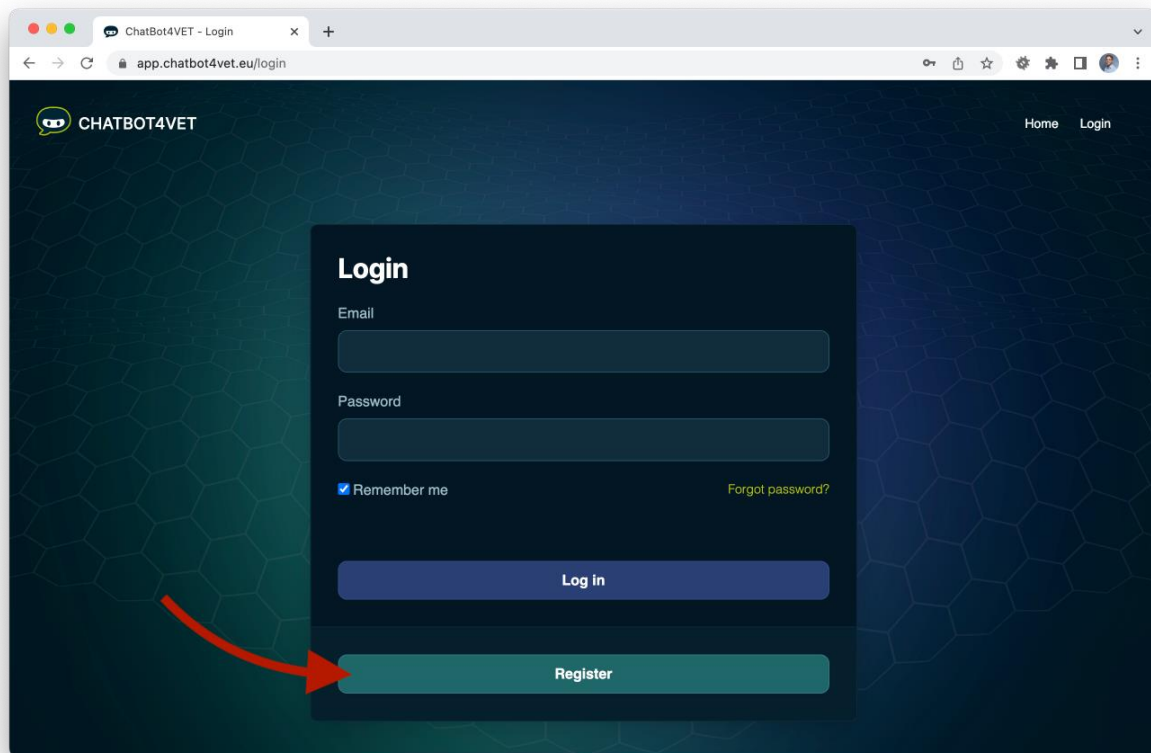 ChatBot4VET - Login
app.chatbot4vet.eu/login
CHATBOT4VET
Home Login
Login
Email
Password
Remember me Forgot password?
Log in
Register